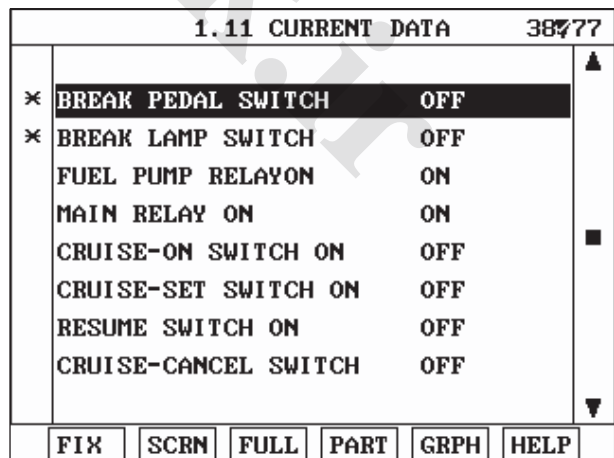 1.11 CURRENT DATA 38/77
* BREAK PEDAL SWITCH OFF
* BREAK LAMP SWITCH OFF
FUEL PUMP RELAYON ON
MAIN RELAY ON ON
CRUISE-ON SWITCH ON OFF
CRUISE-SET SWITCH ON OFF
RESUME SWITCH ON OFF
CRUISE-CANCEL SWITCH OFF
FIX SCRN FULL PART GRPH HELP